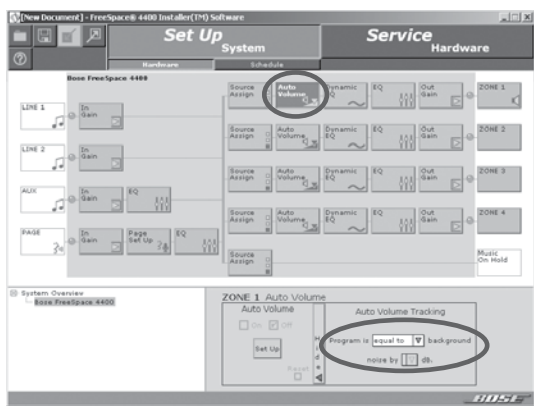 [New Document] - FreeSpace® 4400 Installer(TM) Software
Set Up
System
Service
Hardware
Hardware
Schedule
Bose FreeSpace 4400
LINE 1
In Gain
Source Assign
Auto Volume
Dynamic EQ
EQ
Out Gain
ZONE 1
LINE 2
In Gain
Source Assign
Auto Volume
Dynamic EQ
EQ
Out Gain
ZONE 2
Source Assign
Auto Volume
Dynamic EQ
EQ
Out Gain
ZONE 3
AUX
In Gain
EQ
Source Assign
Auto Volume
Dynamic EQ
EQ
Out Gain
ZONE 4
PAGE
In Gain
Page Set Up
EQ
Source Assign
Music On Hold
System Overview
Bose FreeSpace 4400
ZONE 1 Auto Volume
Auto Volume
On
Off
Set Up
Reset
Hide
Auto Volume Tracking
Program is equal to background
noise by dB.
BOSE